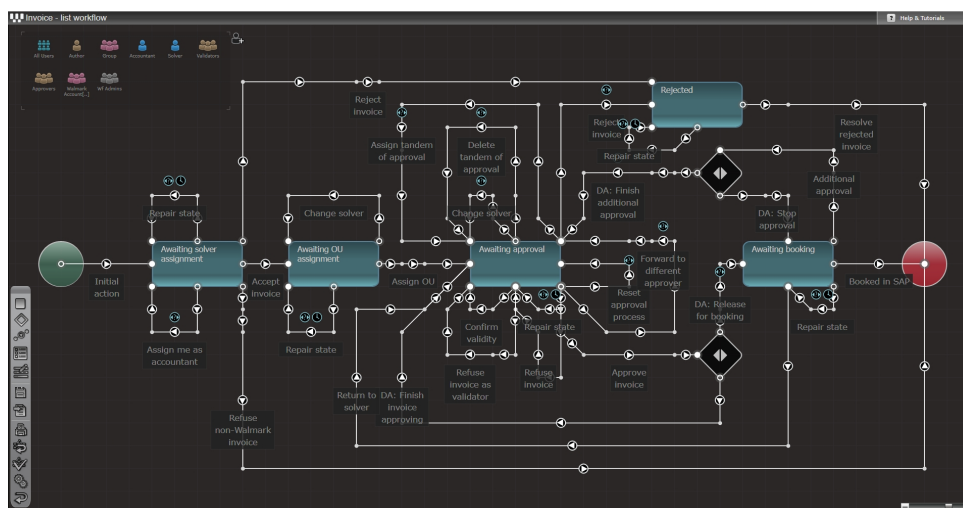 Invoice - list workflow
Help & Tutorials
All Users
Author
Group
Accountant
Solver
Validators
Approvers
Walmark
Account[...]
Wf Admins
Reject
invoice
Rejected
Reject
invoice
Repair state
Resolve
rejected
invoice
Assign tandem
of approval
Delete
tandem of
approval
DA: Finish
additional
approval
Additional
approval
DA: Stop
approval
Repair state
Change solver
Change solver
Awaiting solver
assignment
Awaiting OU
assignment
Awaiting approval
Forward to
different
approver
Awaiting booking
Initial
action
Accept
invoice
Assign OU
Reset
approval
process
DA: Release
for booking
Booked in SAP
Assign me as
accountant
Repair state
Confirm
validity
Repair state
Repair state
Refuse
invoice as
validator
Refuse
invoice
Approve
invoice
Return to
solver
DA: Finish
invoice
approving
Refuse
non-Walmark
invoice